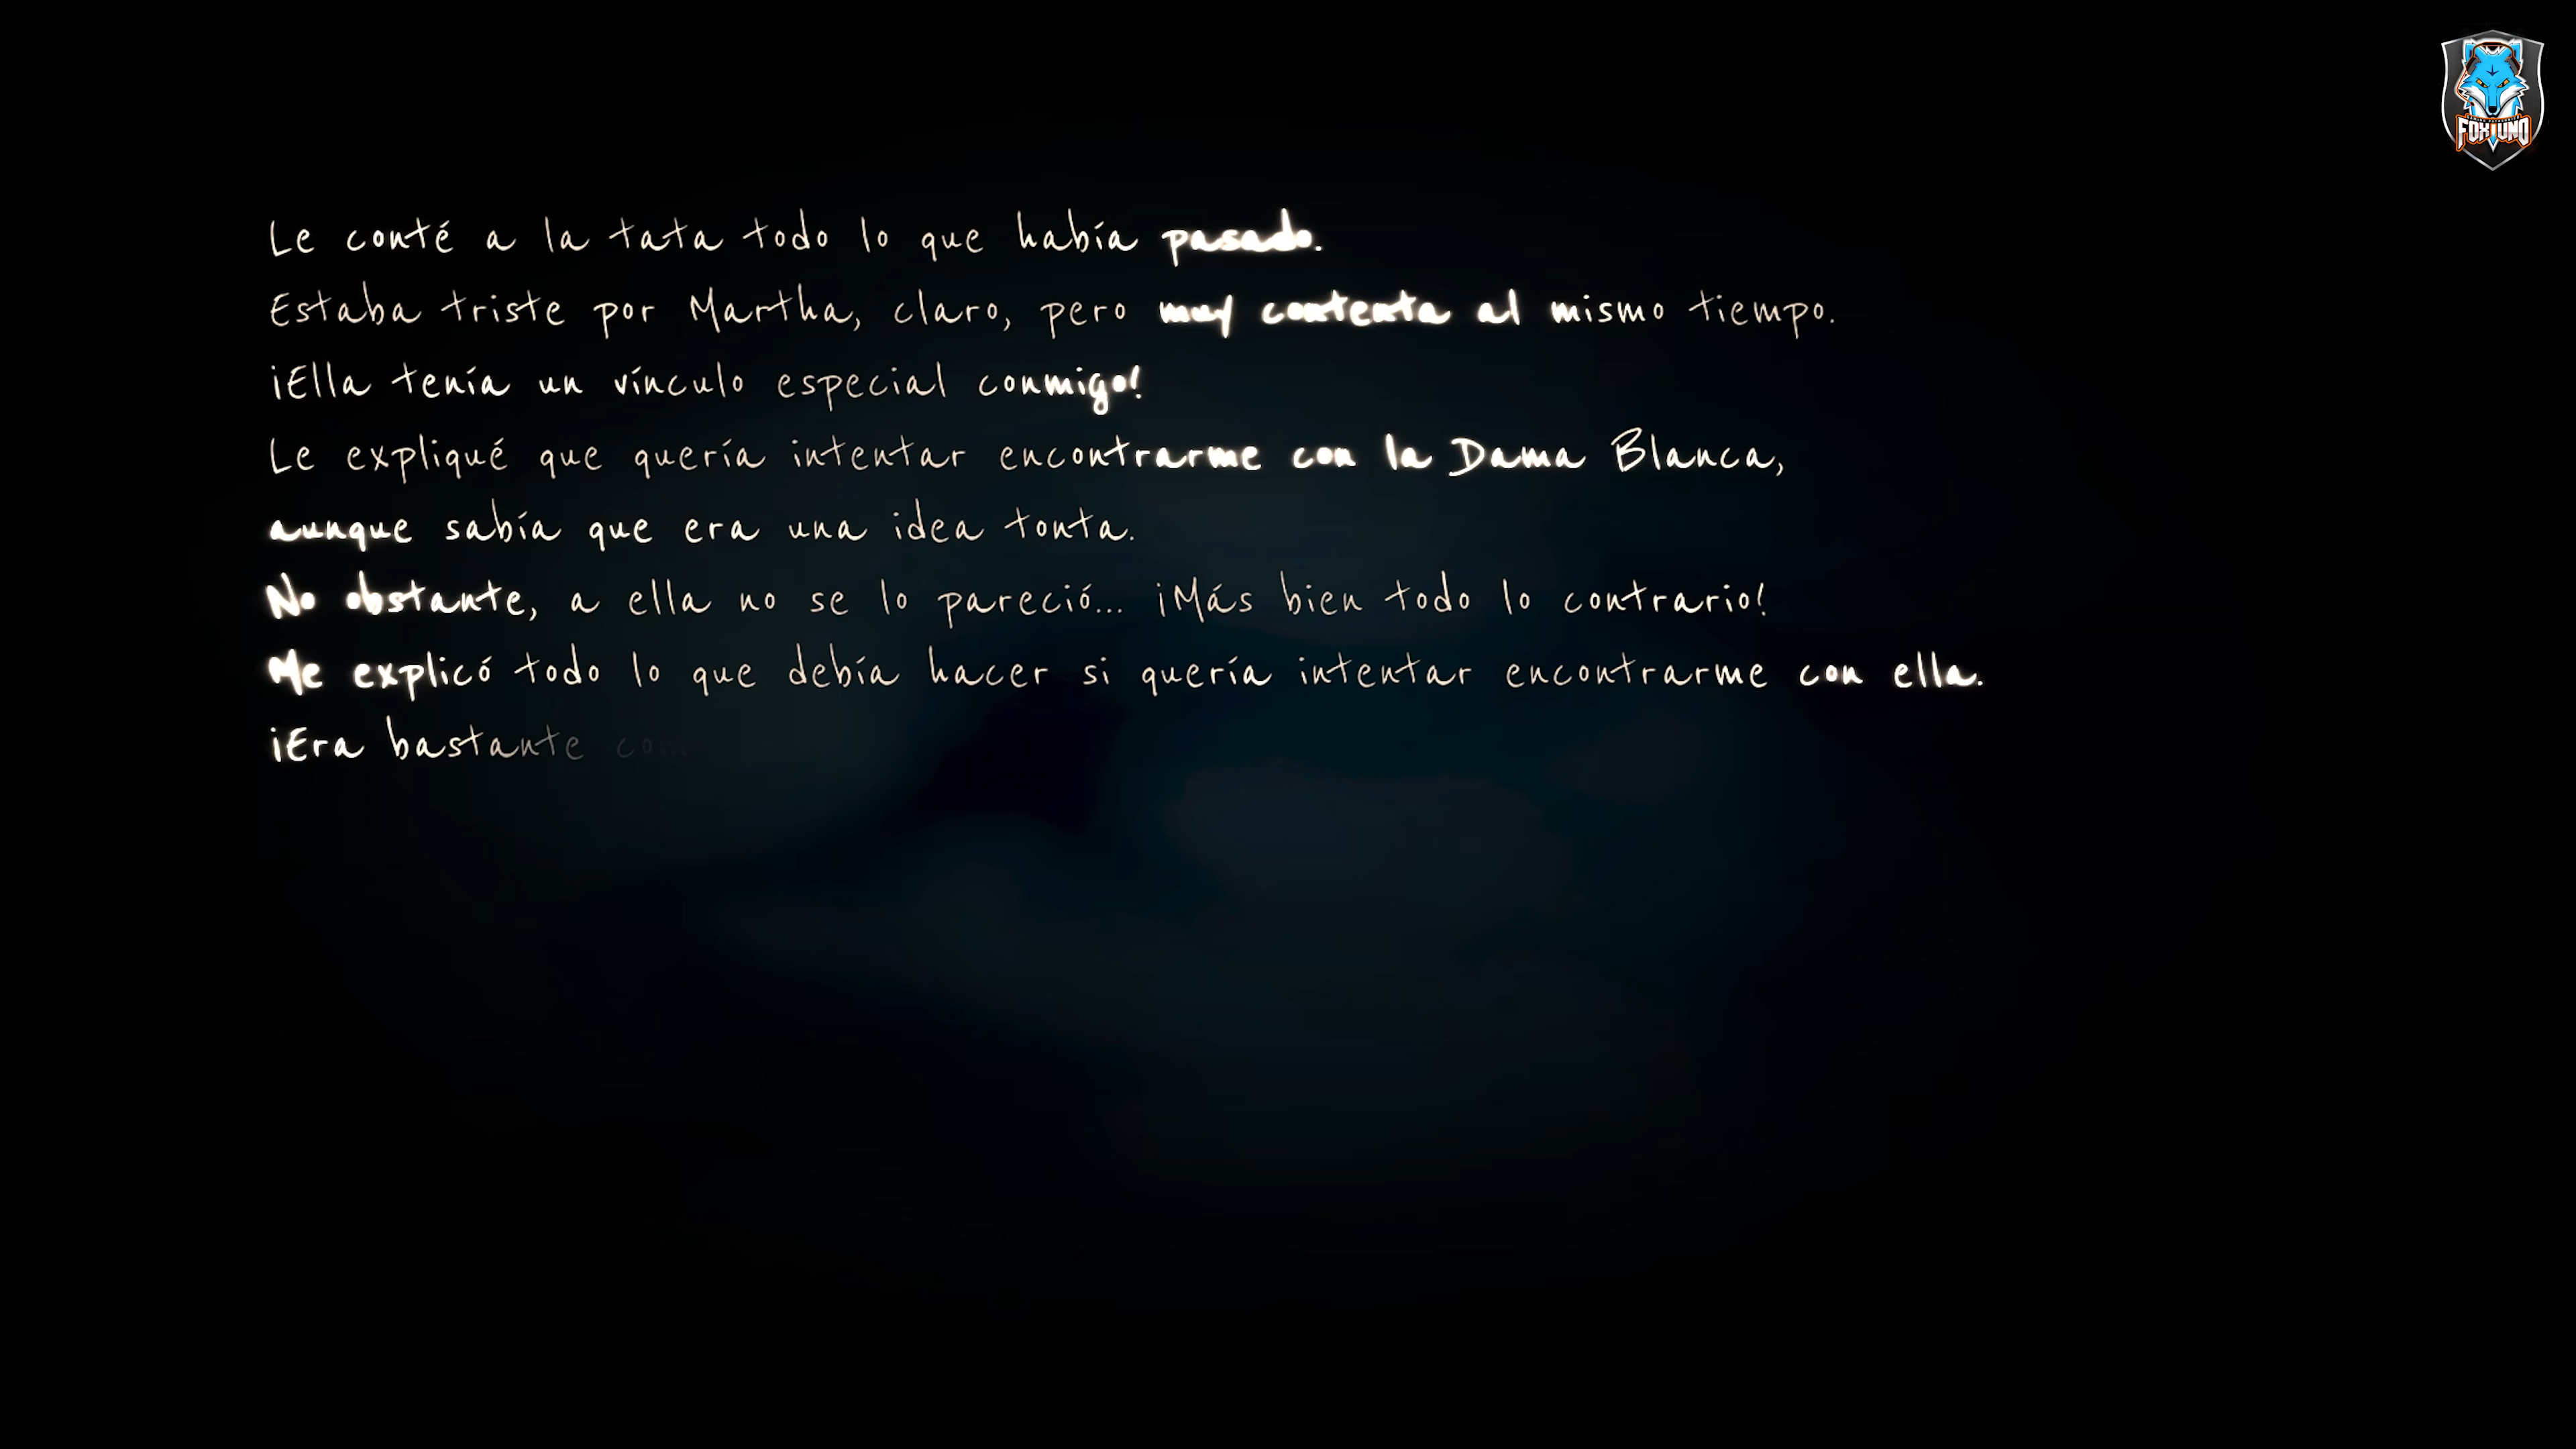 FOX UNO
Le conté a la tata todo lo que había pasado.
Estaba triste por Martha, claro, pero muy contenta al mismo tiempo.
¡Ella tenía un vínculo especial conmigo!
Le expliqué que quería intentar encontrarme con la Dama Blanca,
aunque sabía que era una idea tonta.
No obstante, a ella no se lo pareció... ¡Más bien todo lo contrario!
Me explicó todo lo que debía hacer si quería intentar encontrarme con ella.
¡Era bastante com